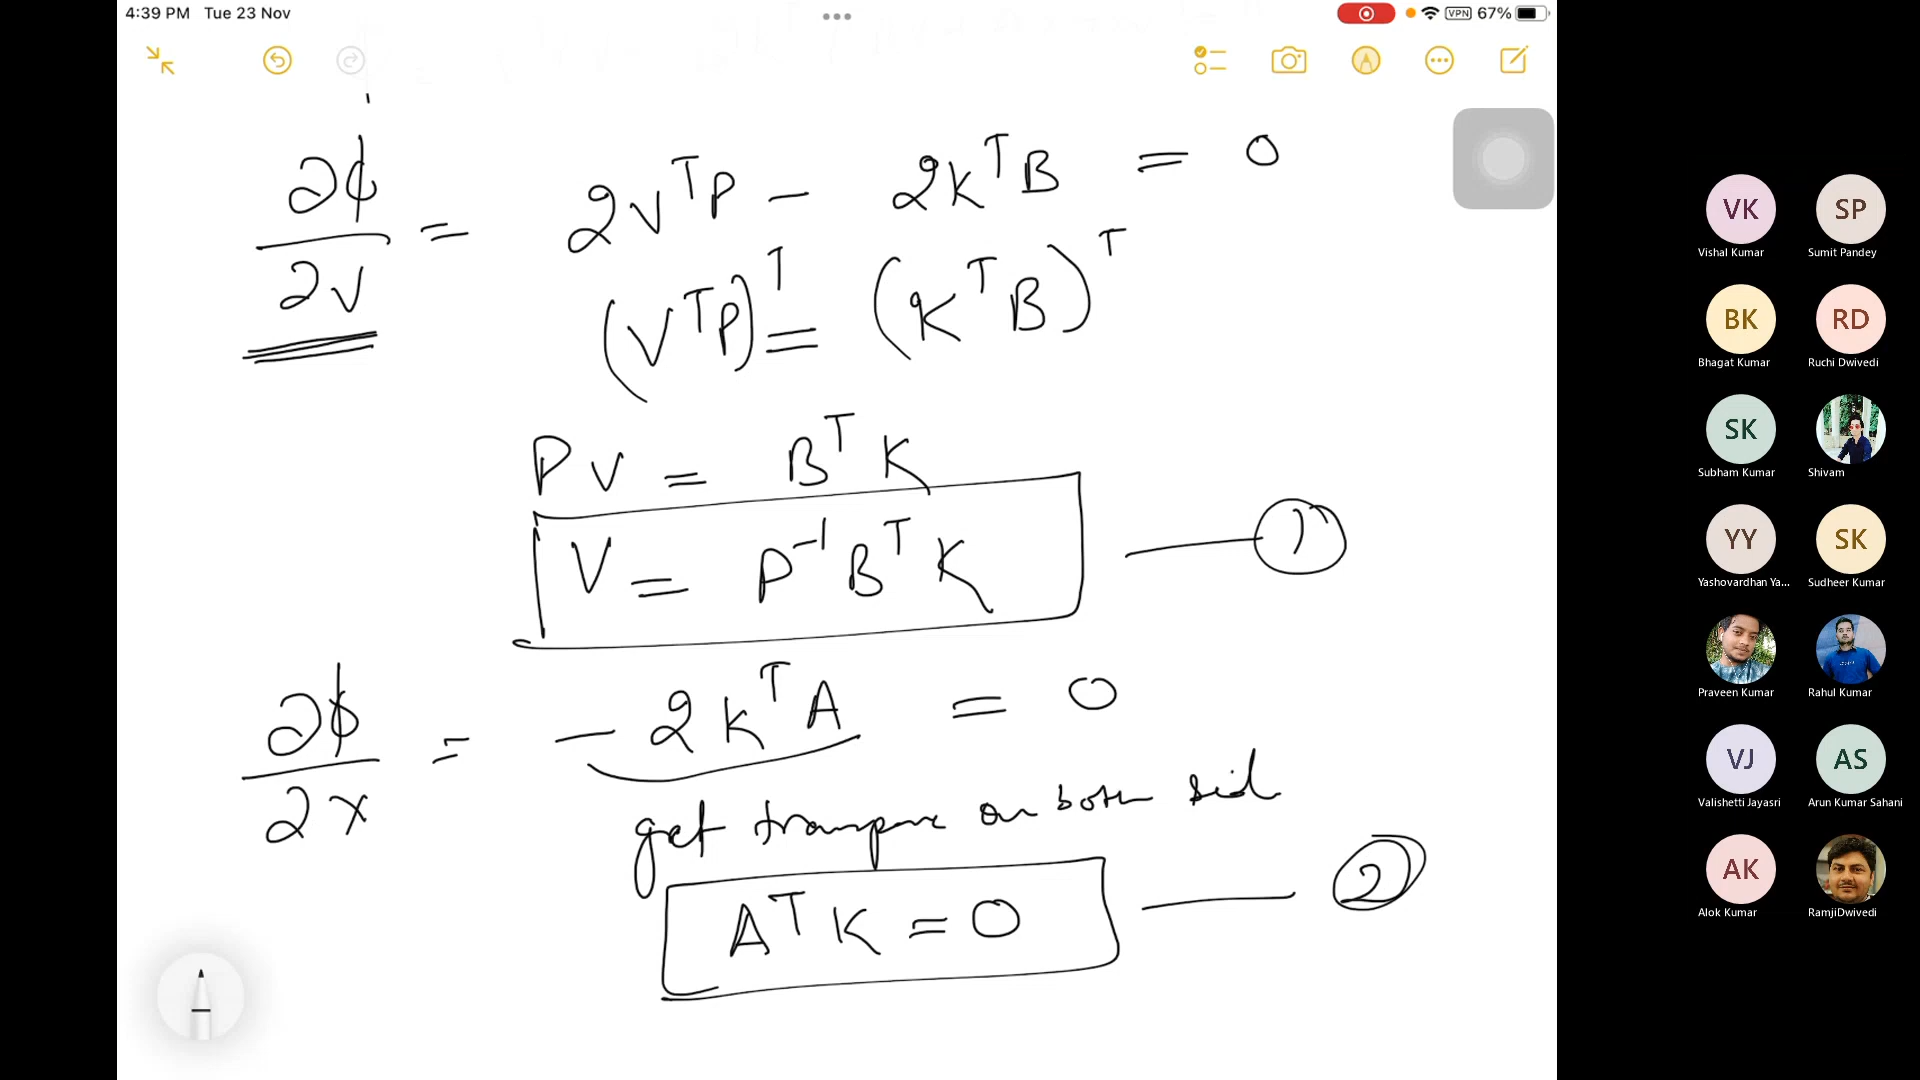 4:39 PM Tue 23 Nov
VPN 67%
∂ϕ/∂V = 2V^T P - 2K^T B = 0
(V^T P)^T = (K^T B)^T
PV = B^T K
V = P^-1 B^T K — 1
∂ϕ/∂X = -2K^T A = 0
get transpose on both sid
A^T K = 0 — 2
VK SP
Vishal Kumar Sumit Pandey
BK RD
Bhagat Kumar Ruchi Dwivedi
SK
Subham Kumar Shivam
YY SK
Yashovardhan Ya... Sudheer Kumar
Praveen Kumar Rahul Kumar
VJ AS
Valishetti Jayasri Arun Kumar Sahani
AK
Alok Kumar RamjiDwivedi